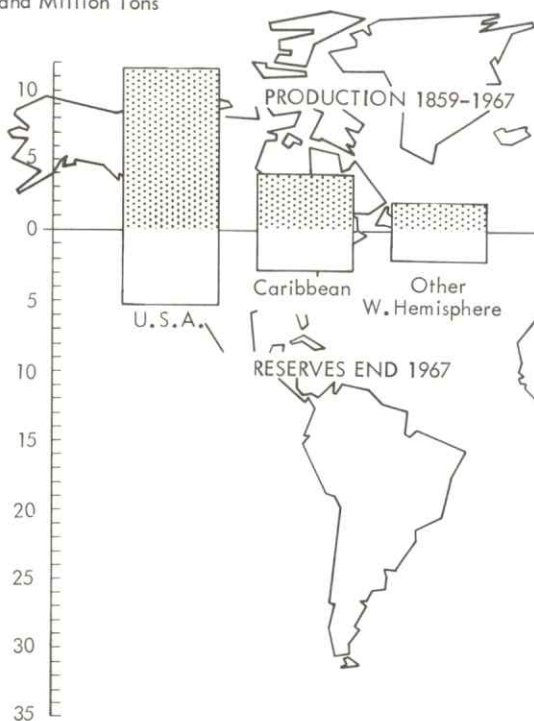 and Million Tons
10
PRODUCTION 1859-1967
5
0
5
Caribbean
Other
W. Hemisphere
U.S.A.
10
RESERVES END 1967
15
20
25
30
35